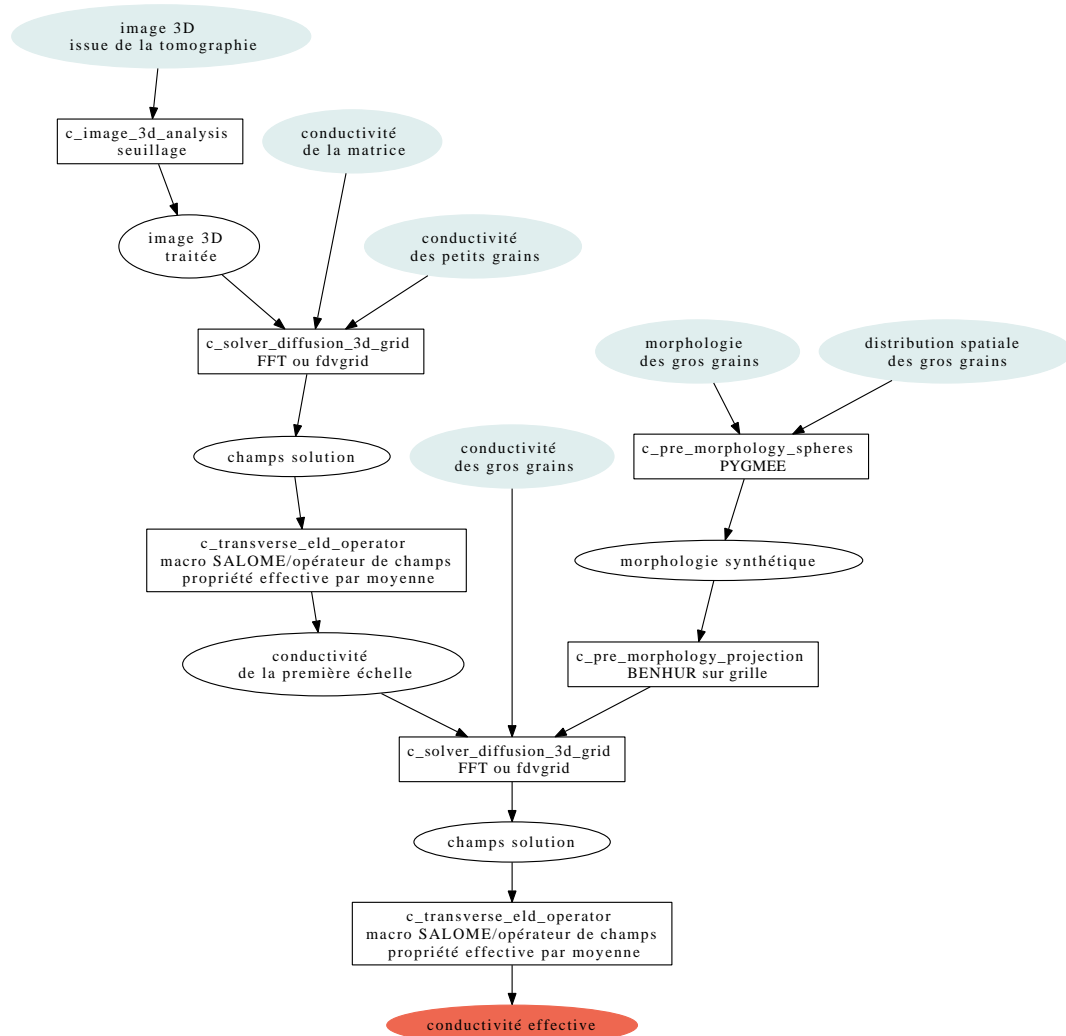 image 3D
issue de la tomographie
c_image_3d_analysis
seuillage
conductivité
de la matrice
image 3D
traitée
conductivité
des petits grains
c_solver_diffusion_3d_grid
FFT ou fdvgrid
morphologie
des gros grains
distribution spatiale
des gros grains
champs solution
conductivité
des gros grains
c_pre_morphology_spheres
PYGMEE
c_transverse_eld_operator
macro SALOME/opérateur de champs
propriété effective par moyenne
morphologie synthétique
conductivité
de la première échelle
c_pre_morphology_projection
BENHUR sur grille
c_solver_diffusion_3d_grid
FFT ou fdvgrid
champs solution
c_transverse_eld_operator
macro SALOME/opérateur de champs
propriété effective par moyenne
conductivité effective